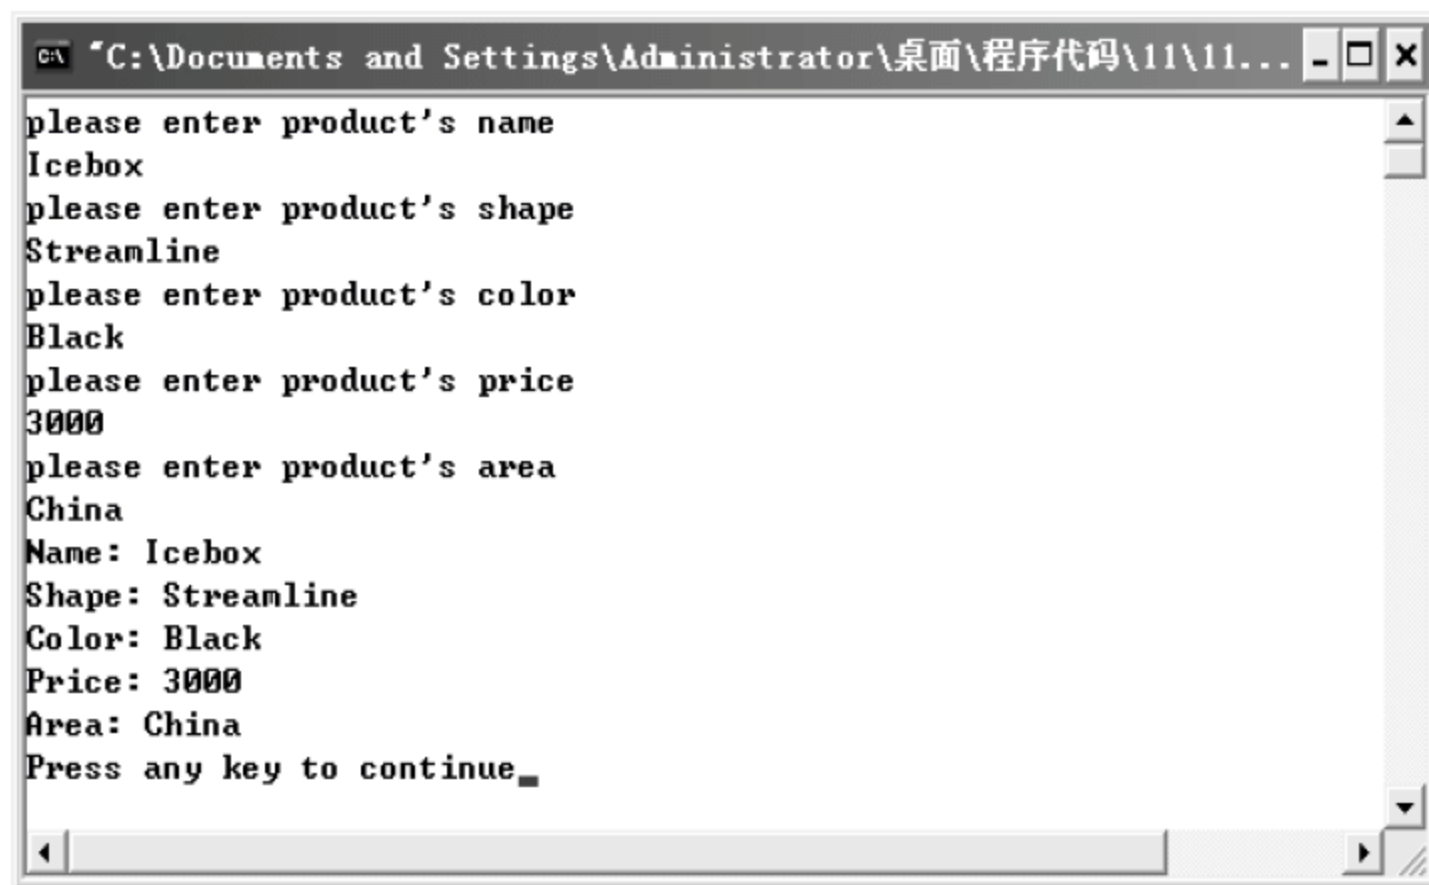 "C:\Documents and Settings\Administrator\桌面\程序代码\11\11...
please enter product's name
Icebox
please enter product's shape
Streamline
please enter product's color
Black
please enter product's price
3000
please enter product's area
China
Name: Icebox
Shape: Streamline
Color: Black
Price: 3000
Area: China
Press any key to continue_